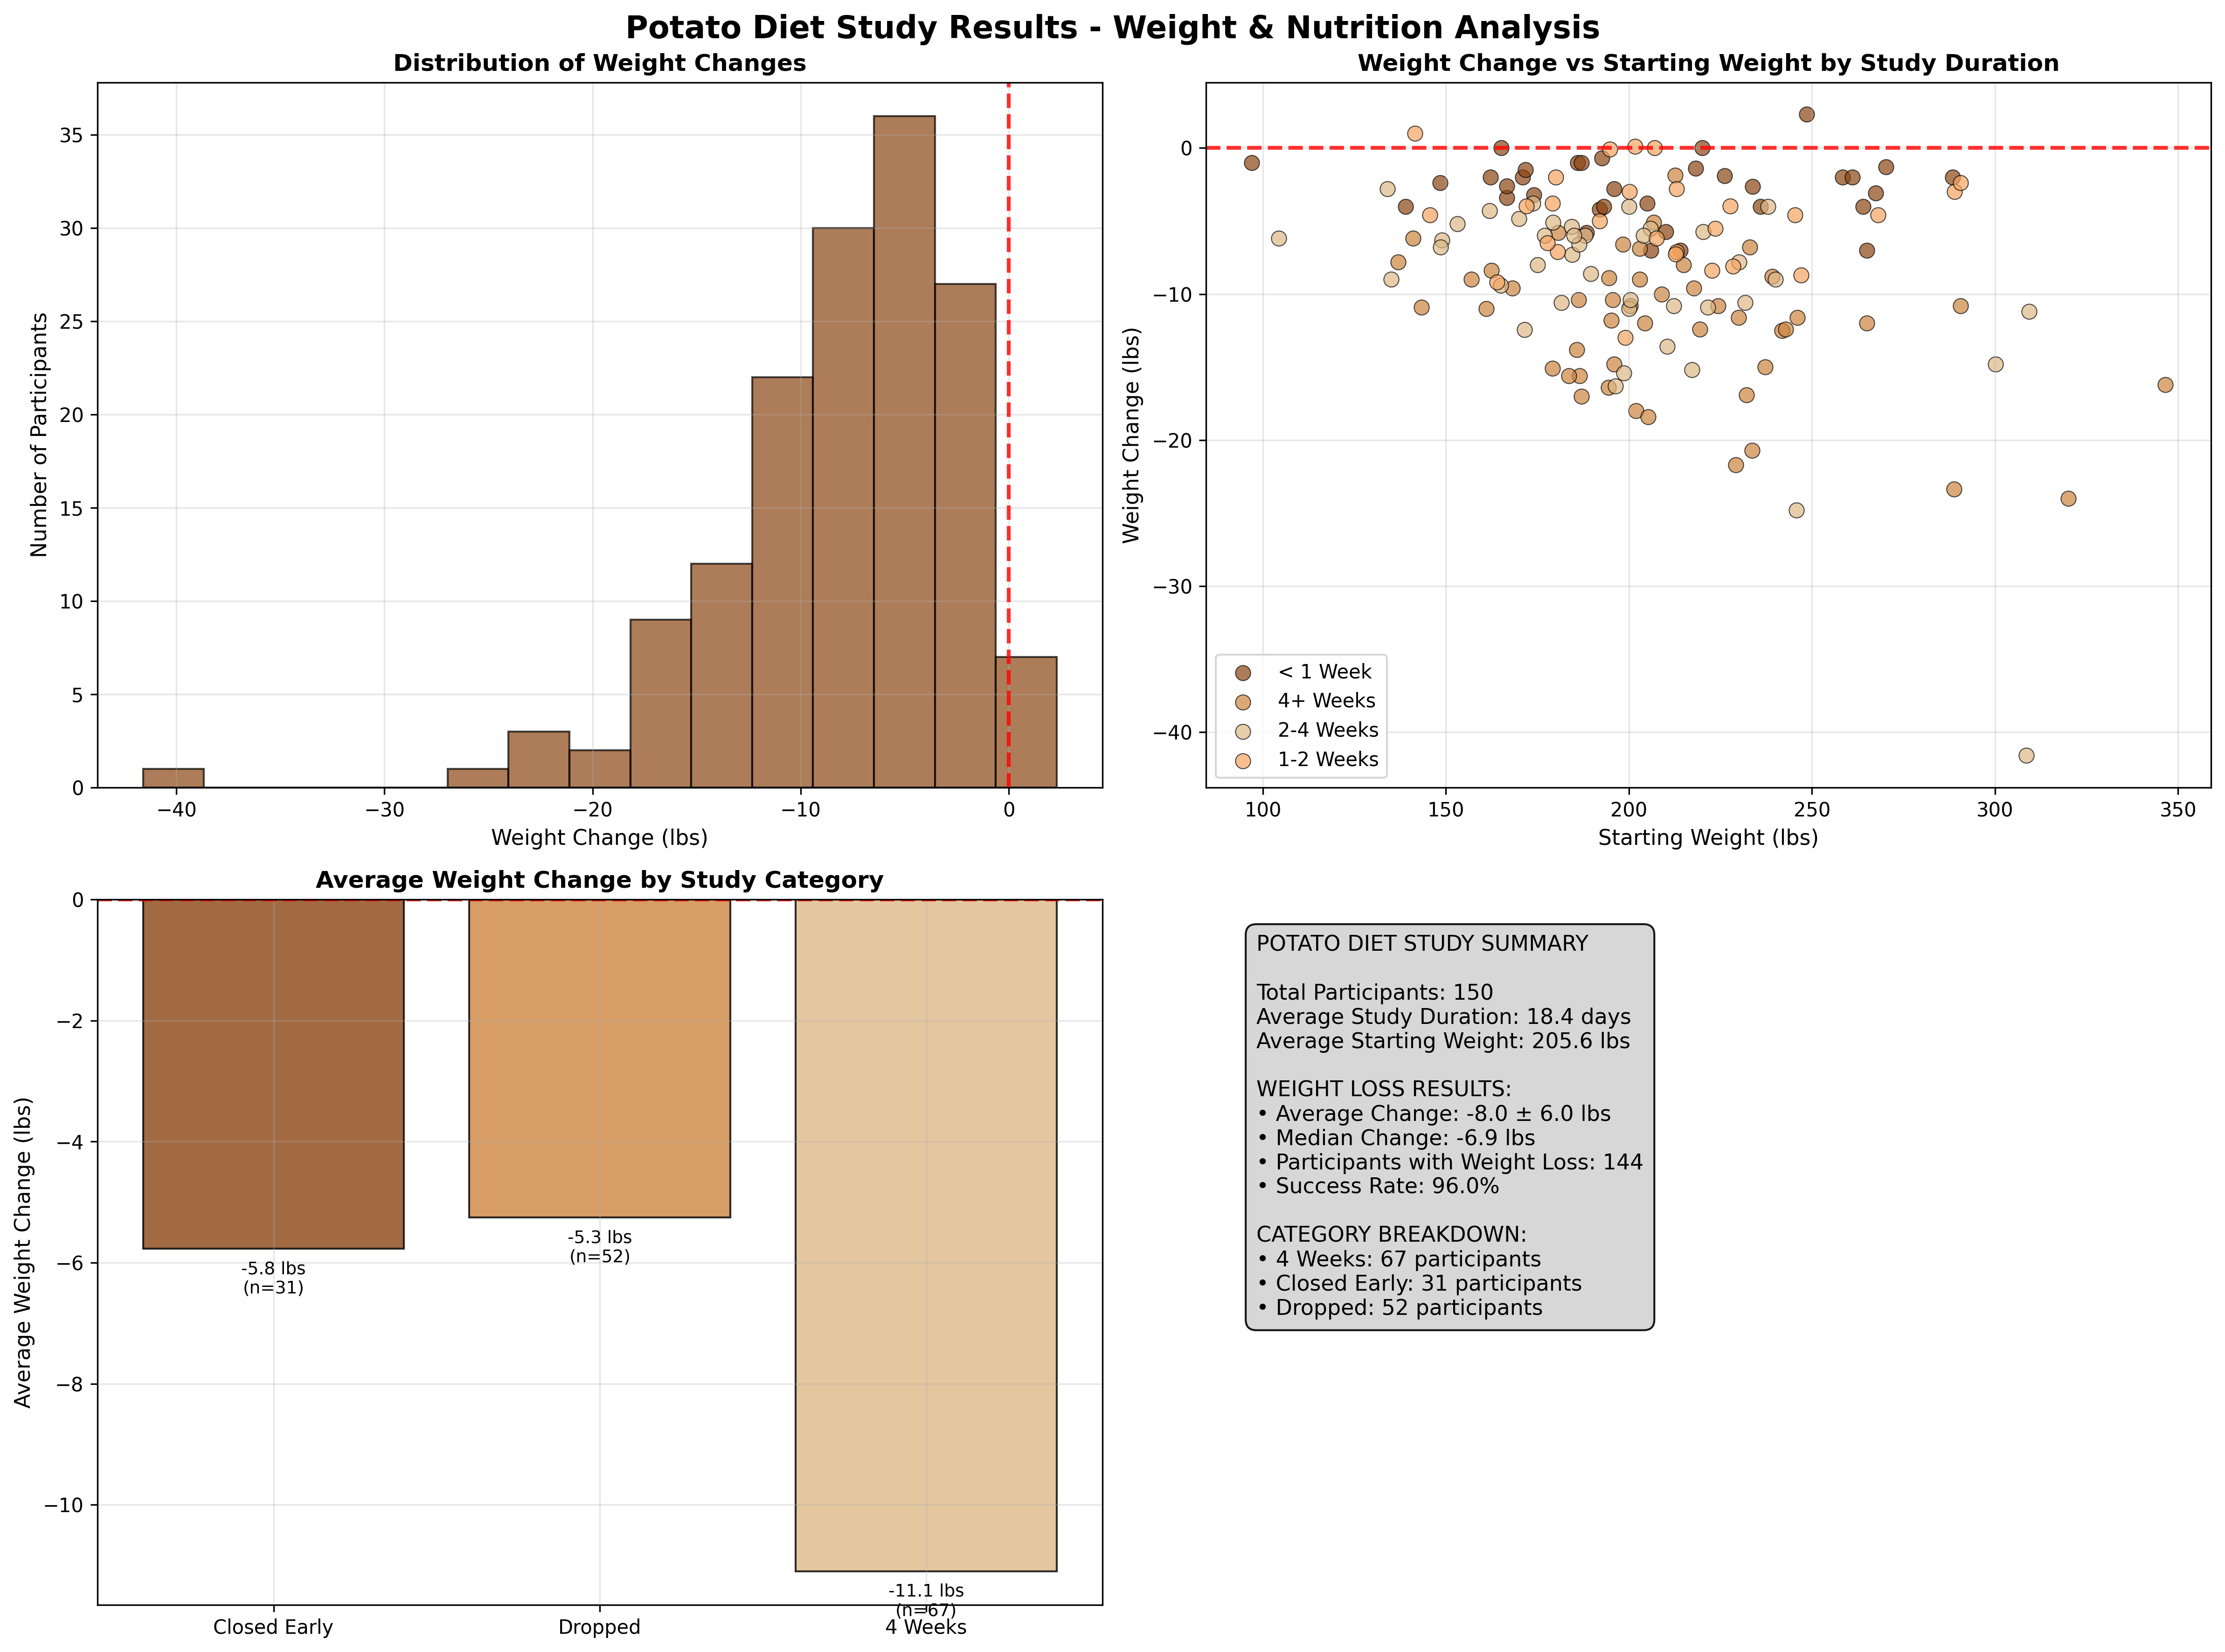 Potato Diet Study Results - Weight & Nutrition Analysis
Distribution of Weight Changes
Number of Participants
35
30
25
20
15
10
5
0
−40
−30
−20
−10
0
Weight Change (lbs)
Weight Change vs Starting Weight by Study Duration
Weight Change (lbs)
0
−10
−20
−30
−40
< 1 Week
4+ Weeks
2-4 Weeks
1-2 Weeks
100
150
200
250
300
350
Starting Weight (lbs)
Average Weight Change by Study Category
Average Weight Change (lbs)
0
−2
−4
−6
−8
−10
-5.8 lbs
(n=31)
-5.3 lbs
(n=52)
-11.1 lbs
(n=67)
Closed Early
Dropped
4 Weeks
POTATO DIET STUDY SUMMARY
Total Participants: 150
Average Study Duration: 18.4 days
Average Starting Weight: 205.6 lbs
WEIGHT LOSS RESULTS:
• Average Change: -8.0 ± 6.0 lbs
• Median Change: -6.9 lbs
• Participants with Weight Loss: 144
• Success Rate: 96.0%
CATEGORY BREAKDOWN:
• 4 Weeks: 67 participants
• Closed Early: 31 participants
• Dropped: 52 participants